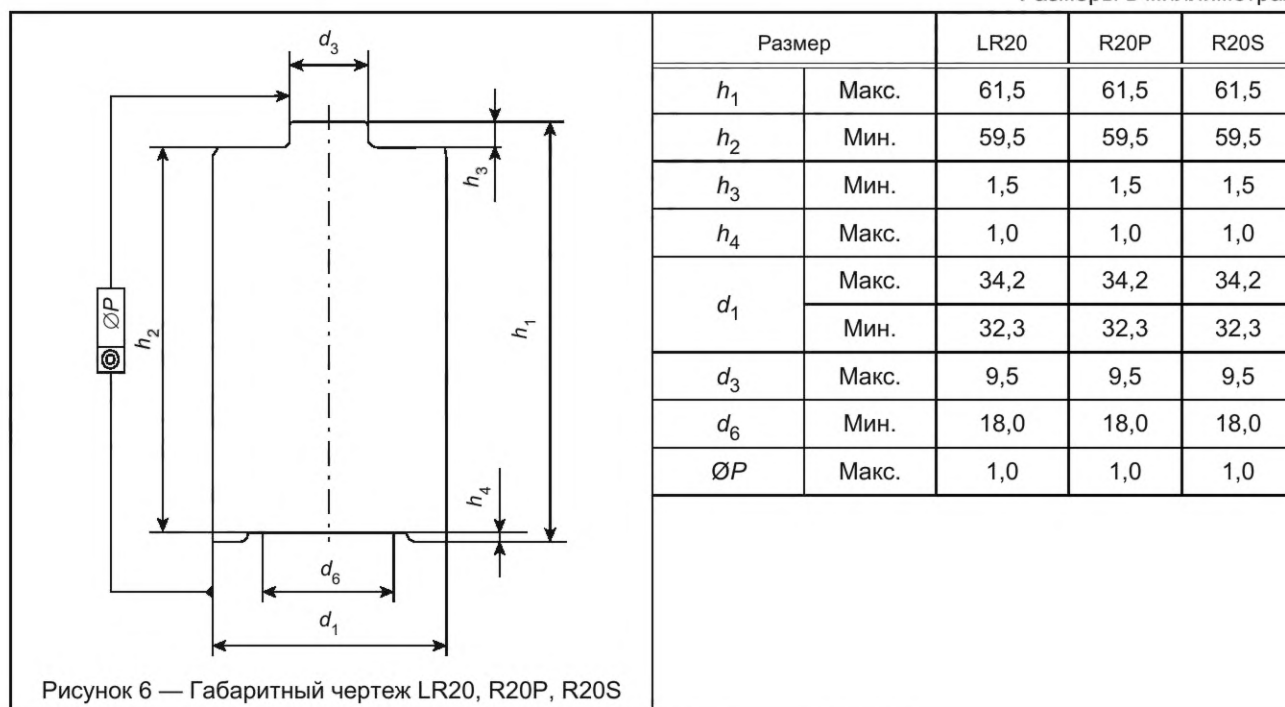 Размер LR20 R20P R20S
h1 Макс. 61,5 61,5 61,5
h2 Мин. 59,5 59,5 59,5
h3 Мин. 1,5 1,5 1,5
h4 Макс. 1,0 1,0 1,0
d1 Макс. 34,2 34,2 34,2
Мин. 32,3 32,3 32,3
d3 Макс. 9,5 9,5 9,5
d6 Мин. 18,0 18,0 18,0
ØP Макс. 1,0 1,0 1,0
d3
h3
ØP
h2
h1
h4
d6
d1
Рисунок 6 — Габаритный чертеж LR20, R20P, R20S